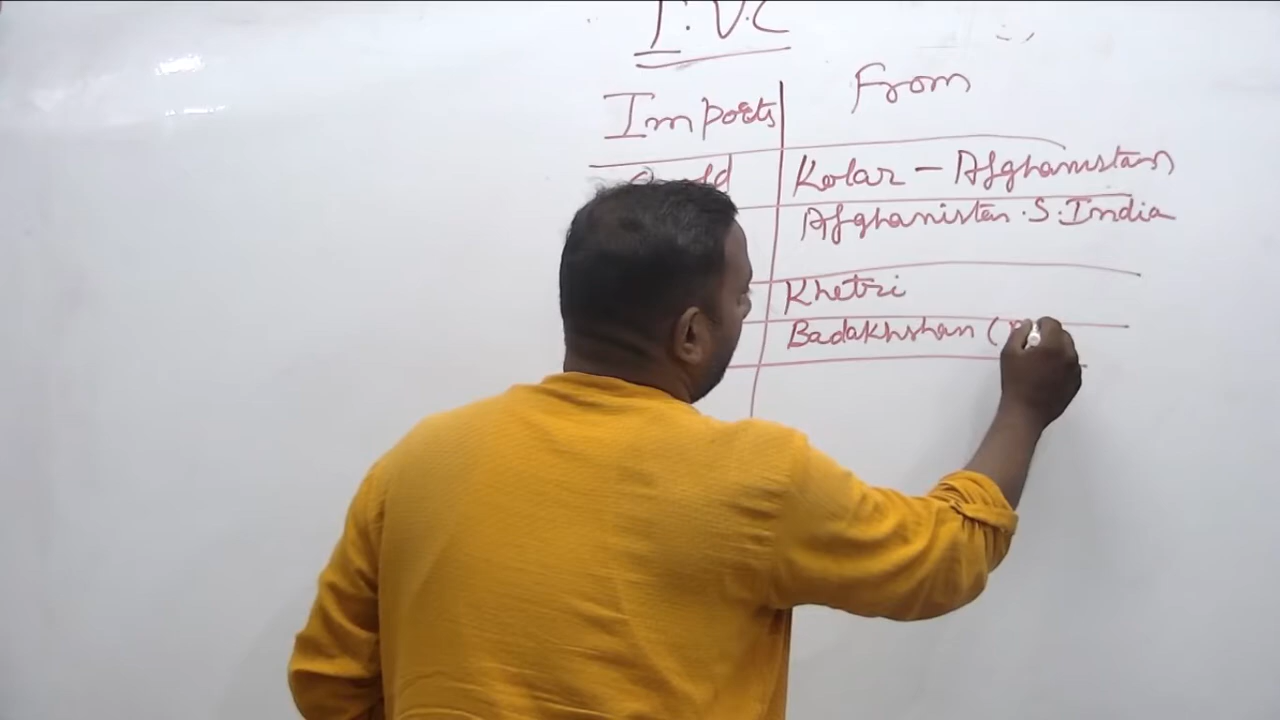 I.V.C
Imports From
Gold Kolar - Afghanistan
Afghanistan. S. India
Khetri
Badakhshan (